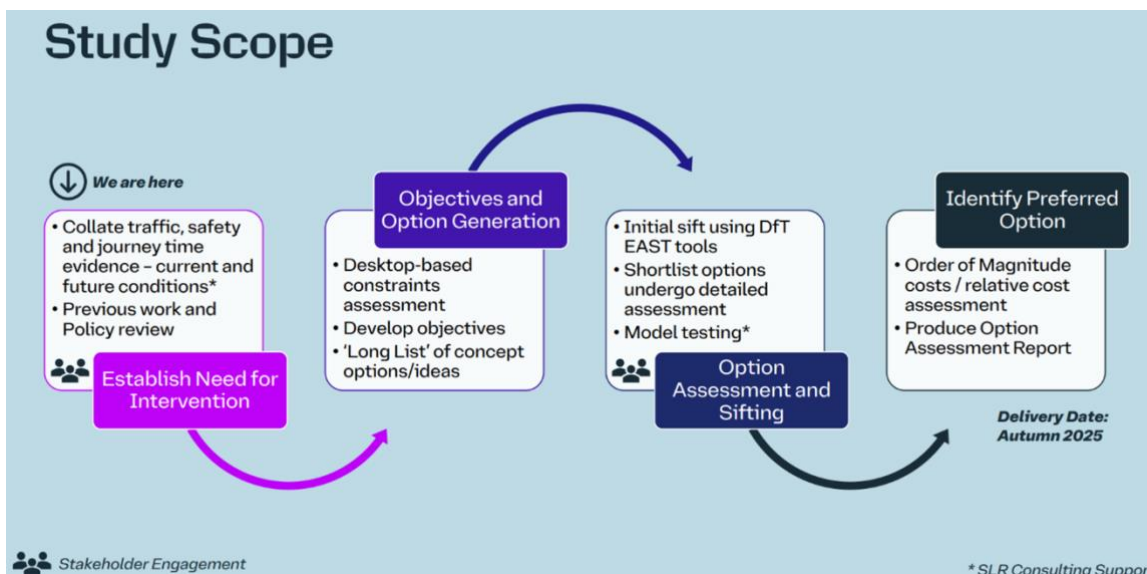 Study Scope
We are here
• Collate traffic, safety
and journey time
evidence – current and
future conditions*
• Previous work and
Policy review
Establish Need for
Intervention
Objectives and
Option Generation
• Desktop-based
constraints
assessment
• Develop objectives
• ‘Long List’ of concept
options/ideas
• Initial sift using DfT
EAST tools
• Shortlist options
undergo detailed
assessment
• Model testing*
Option
Assessment and
Sifting
Identify Preferred
Option
• Order of Magnitude
costs / relative cost
assessment
• Produce Option
Assessment Report
Delivery Date:
Autumn 2025
Stakeholder Engagement
* SLR Consulting Support